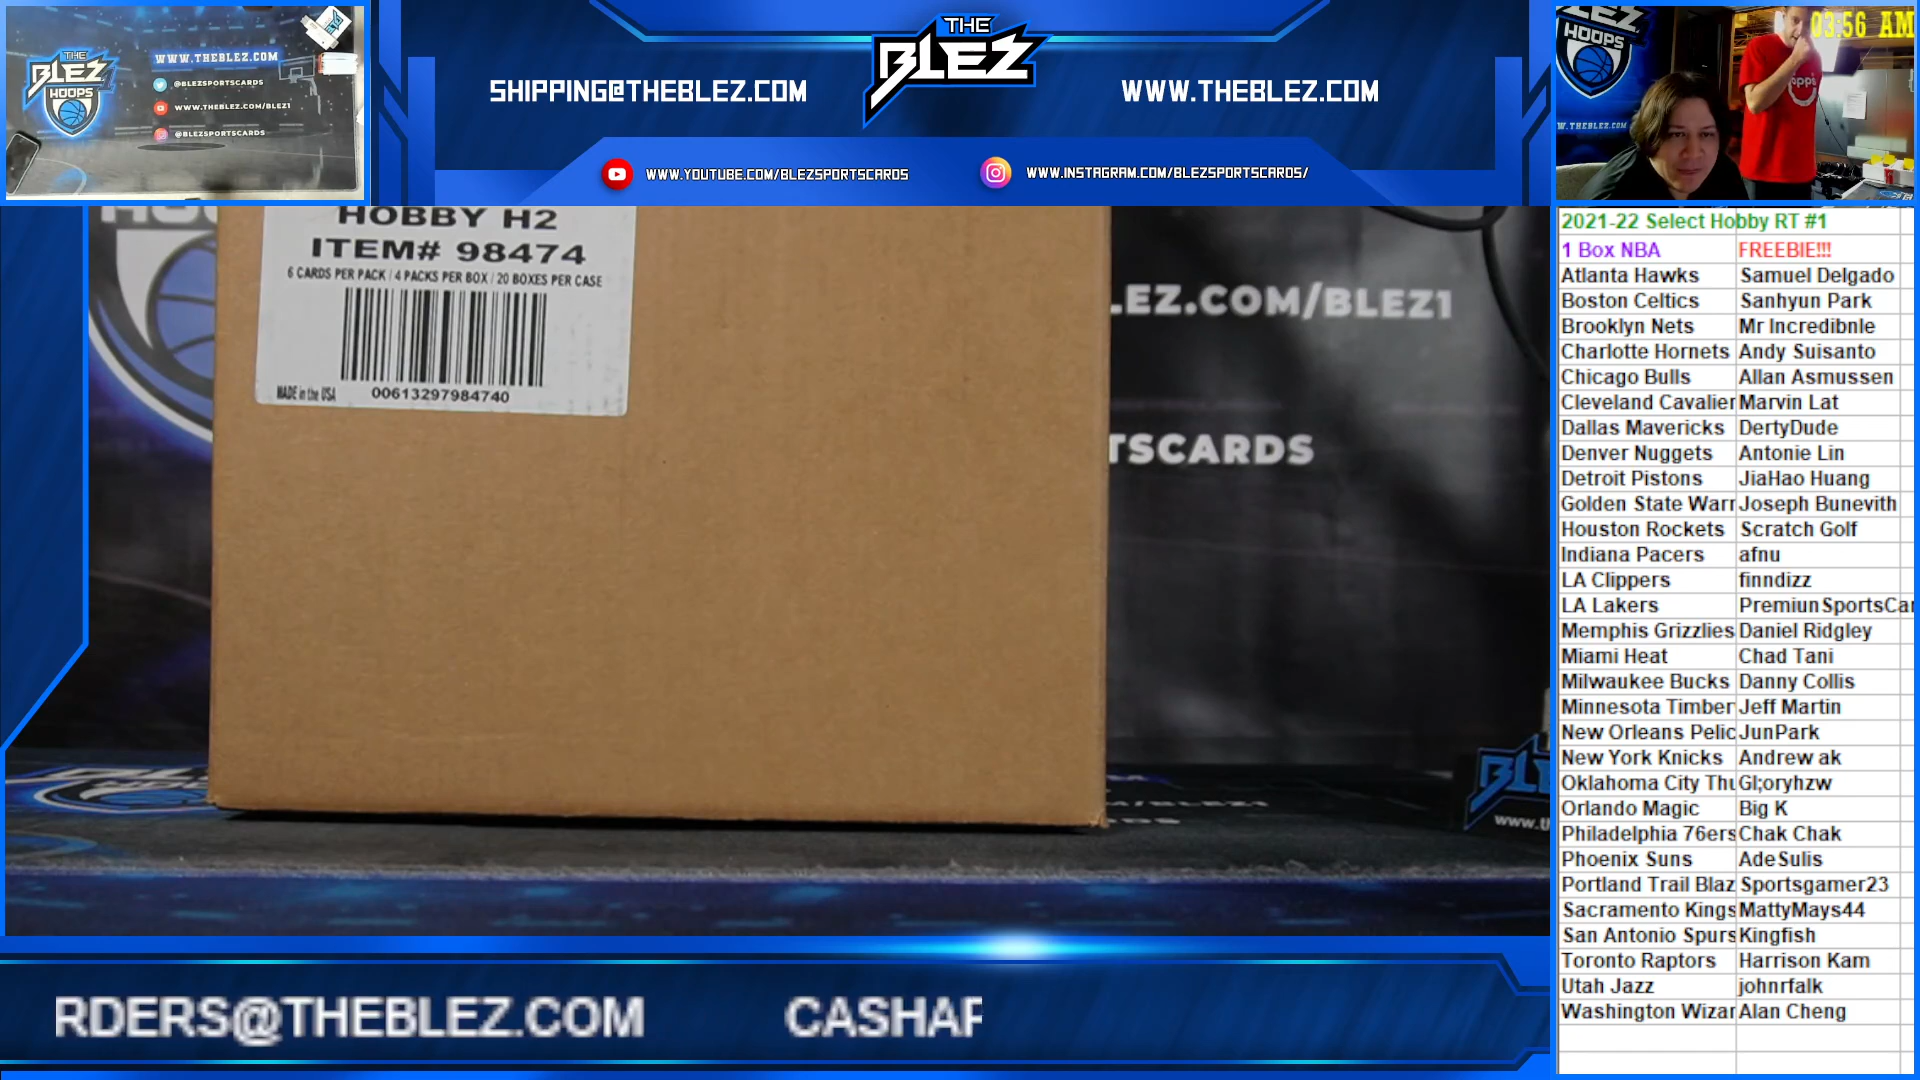 THE
BLEZ
HOOPS
WWW.THEBLEZ.COM
@BLEZSPORTSCARDS
WWW.THEBLEZ.COM/BLEZ1
@BLEZSPORTSCARDS
SHIPPING@THEBLEZ.COM
THE
BLEZ
WWW.THEBLEZ.COM
WWW.YOUTUBE.COM/BLEZSPORTSCARDS
WWW.INSTAGRAM.COM/BLEZSPORTSCARDS/
HOOPS
W.THEBLEZ.COM
03:56 AM
HOBBY H2
ITEM# 98474
6 CARDS PER PACK / 4 PACKS PER BOX / 20 BOXES PER CASE
MADE in the USA
00613297984740
LEZ.COM/BLEZ1
TSCARDS
2021-22 Select Hobby RT #1
1 Box NBA FREEBIE!!!
Atlanta Hawks Samuel Delgado
Boston Celtics Sanhyun Park
Brooklyn Nets Mr Incredibnle
Charlotte Hornets Andy Suisanto
Chicago Bulls Allan Asmussen
Cleveland Cavalier Marvin Lat
Dallas Mavericks DertyDude
Denver Nuggets Antonie Lin
Detroit Pistons JiaHao Huang
Golden State Warr Joseph Bunevith
Houston Rockets Scratch Golf
Indiana Pacers afnu
LA Clippers finndizz
LA Lakers Premiun SportsCar
Memphis Grizzlies Daniel Ridgley
Miami Heat Chad Tani
Milwaukee Bucks Danny Collis
Minnesota Timber Jeff Martin
New Orleans Pelic JunPark
New York Knicks Andrew ak
Oklahoma City Thu Gl;oryhzw
Orlando Magic Big K
Philadelphia 76ers Chak Chak
Phoenix Suns Ade Sulis
Portland Trail Blaz Sportsgamer23
Sacramento Kings MattyMays44
San Antonio Spurs Kingfish
Toronto Raptors Harrison Kam
Utah Jazz johnrfalk
Washington Wizar Alan Cheng
RDERS@THEBLEZ.COM CASHAP